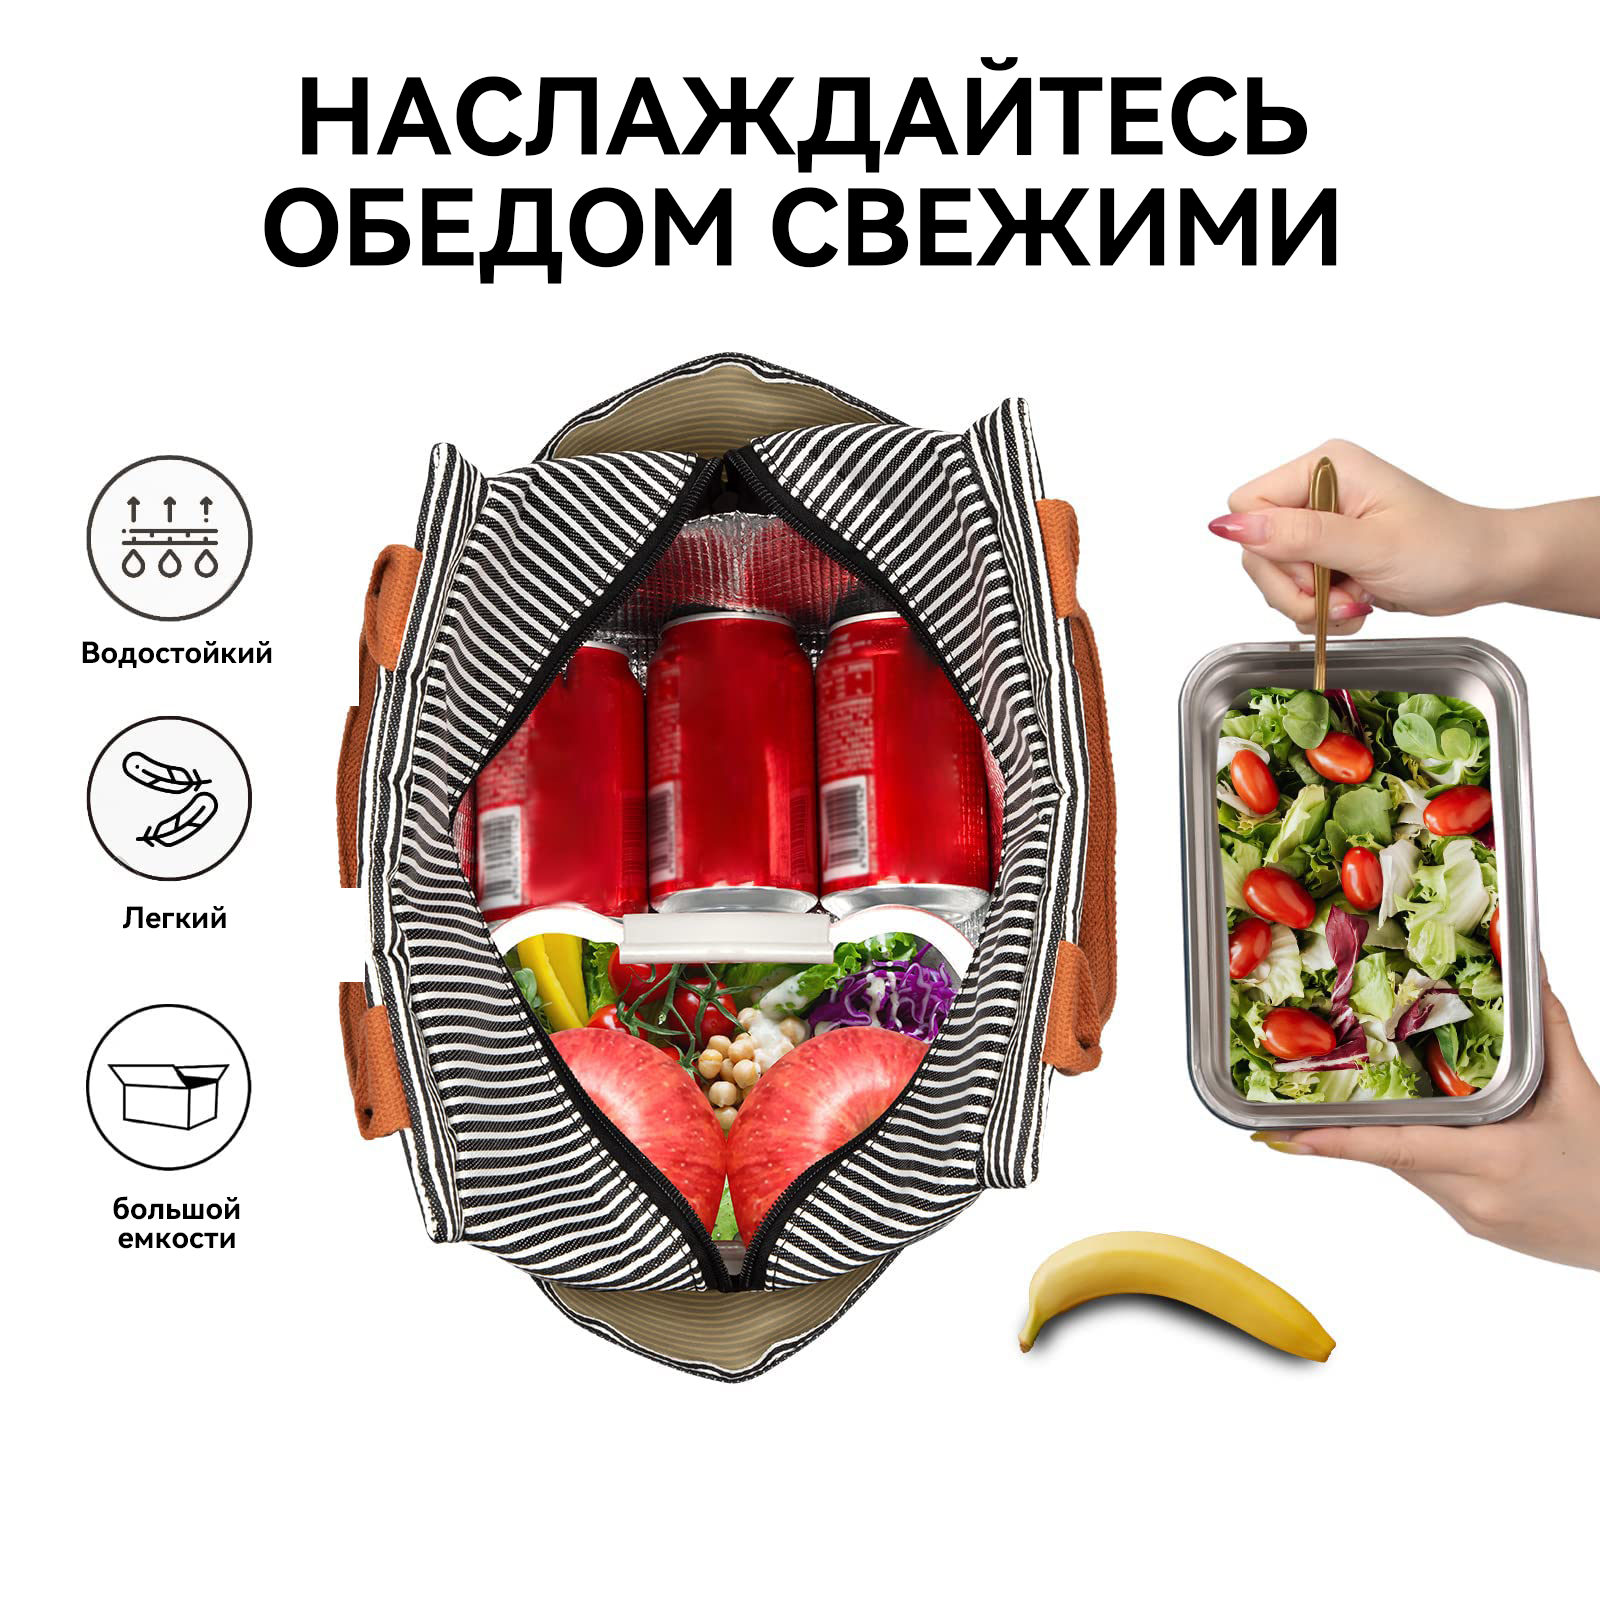 НАСЛАЖДАЙТЕСЬ
ОБЕДОМ СВЕЖИМИ
Водостойкий
Легкий
большой
емкости